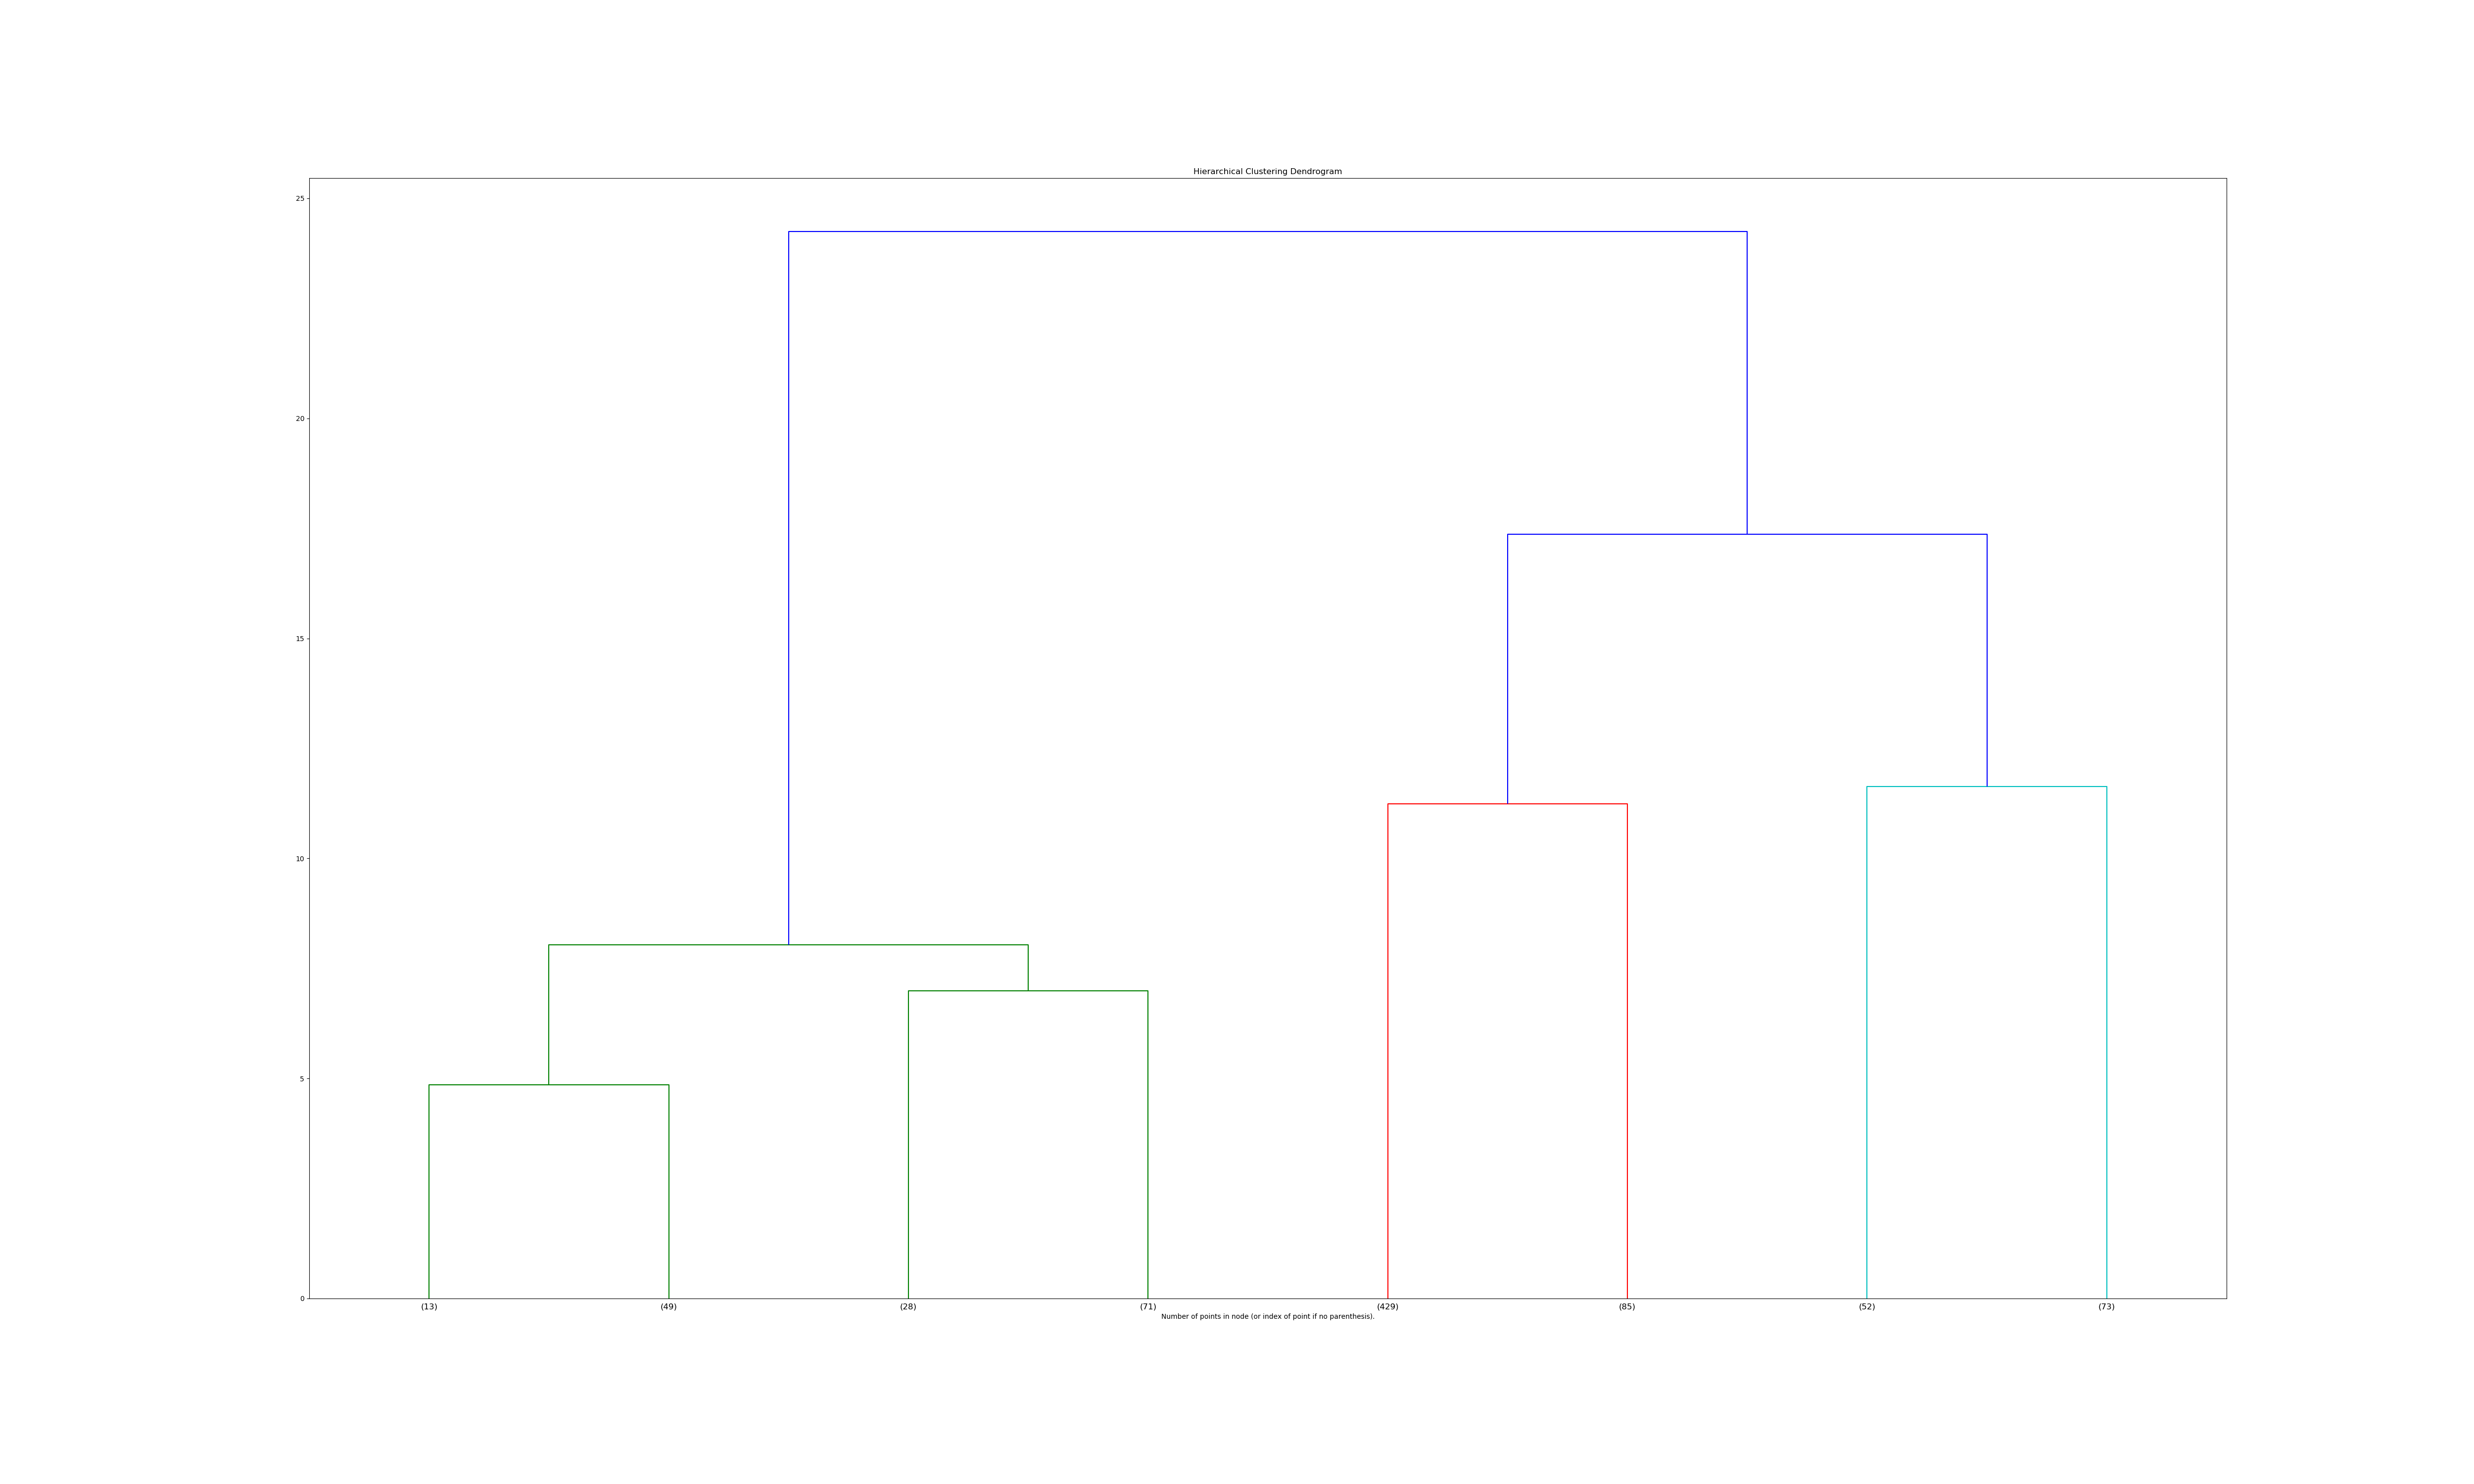 Hierarchical Clustering Dendrogram
25
20
15
10
5
0
(13) (49) (28) (71) (429) (85) (52) (73)
Number of points in node (or index of point if no parenthesis).